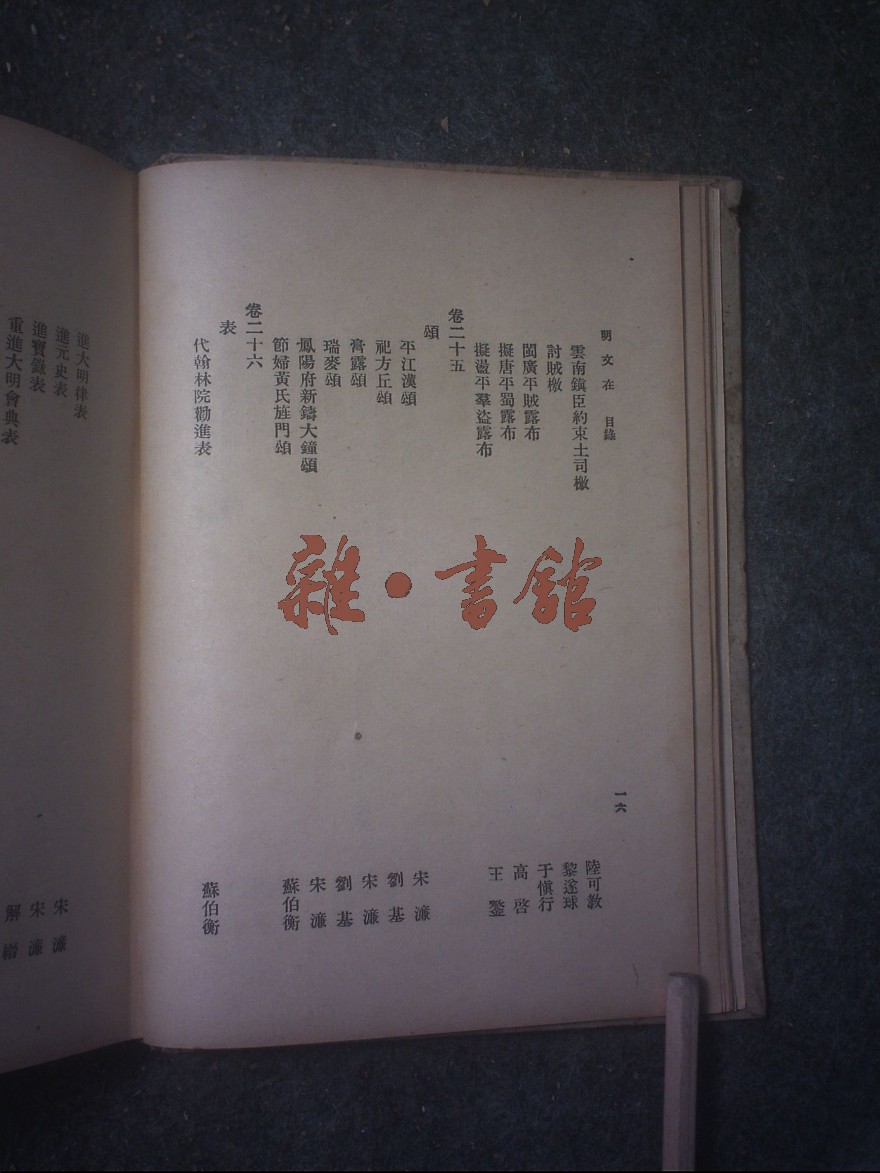 明文在 目錄 一六
雲南鎮臣約束土司檄 陸可教
討賊檄 黎遂球
閩廣平賊露布 于慎行
擬唐平蜀露布 高啓
擬盪平羣盜露布 王鏊
卷二十五
頌
平江漢頌 宋濂
祀方丘頌 劉基
膏露頌 宋濂
瑞麥頌 劉基
鳳陽府新鑄大鐘頌 宋濂
節婦黃氏旌門頌 蘇伯衡
卷二十六
表
代翰林院勸進表 蘇伯衡
進大明律表 宋濂
進元史表 宋濂
進實錄表 解縉
重進大明會典表
雜·書館